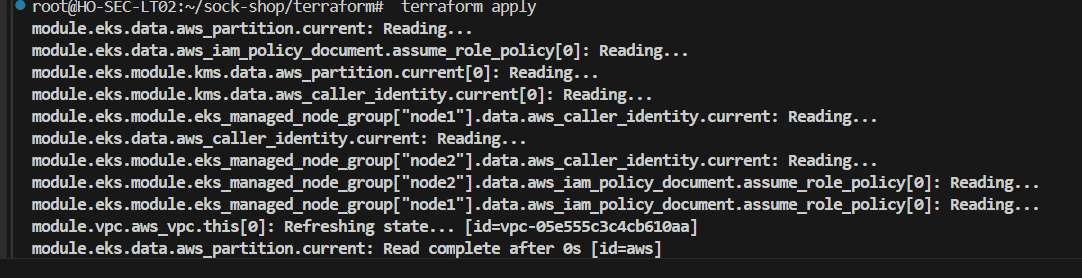 root@HO-SEC-LT02:~/sock-shop/terraform# terraform apply
module.eks.data.aws_partition.current: Reading...
module.eks.data.aws_iam_policy_document.assume_role_policy[0]: Reading...
module.eks.module.kms.data.aws_partition.current[0]: Reading...
module.eks.module.kms.data.aws_caller_identity.current[0]: Reading...
module.eks.module.eks_managed_node_group["node1"].data.aws_caller_identity.current: Reading...
module.eks.data.aws_caller_identity.current: Reading...
module.eks.module.eks_managed_node_group["node2"].data.aws_caller_identity.current: Reading...
module.eks.module.eks_managed_node_group["node2"].data.aws_iam_policy_document.assume_role_policy[0]: Reading...
module.eks.module.eks_managed_node_group["node1"].data.aws_iam_policy_document.assume_role_policy[0]: Reading...
module.vpc.aws_vpc.this[0]: Refreshing state... [id=vpc-05e555c3c4cb610aa]
module.eks.data.aws_partition.current: Read complete after 0s [id=aws]